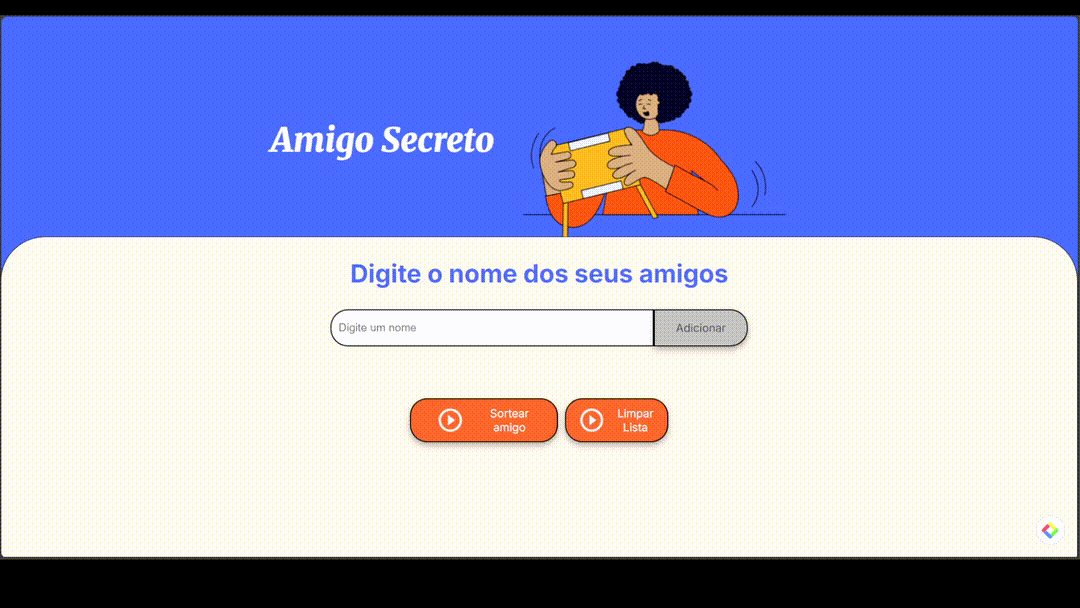 Amigo Secreto
Digite o nome dos seus amigos
Digite um nome
Adicionar
Sortear
amigo
Limpar
Lista